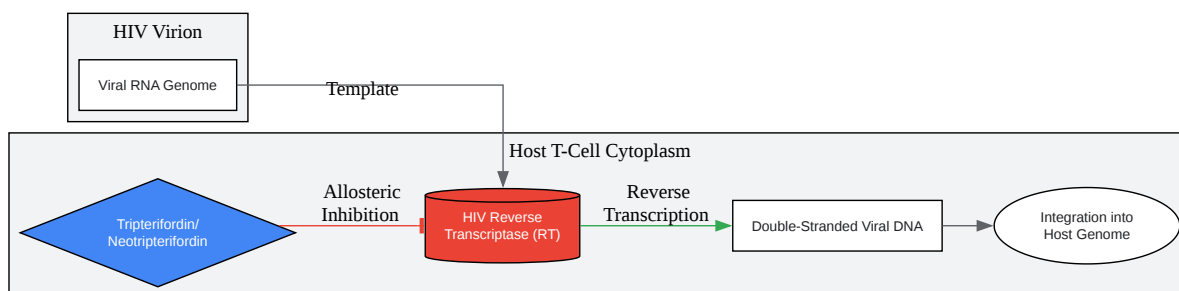 HIV Virion
Viral RNA Genome
Template
Host T-Cell Cytoplasm
Tripterifordin/
Neotripterifordin
Allosteric
Inhibition
HIV Reverse
Transcriptase (RT)
Reverse
Transcription
Double-Stranded Viral DNA
Integration into
Host Genome